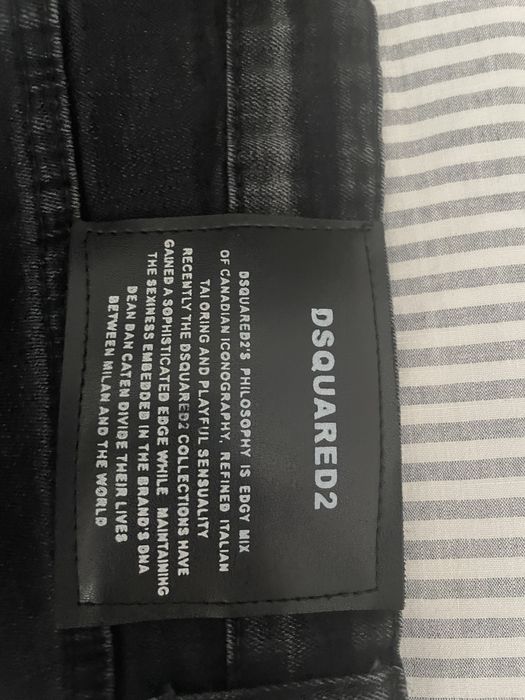 DSQUARED2
DSQUARED2'S PHILOSOPHY IS EDGY MIX
OF CANADIAN ICONOGRAPHY, REFINED ITALIAN
TAI ORING AND PLAYFUL SENSUALITY
RECENTLY THE DSQUARED2 COLLECTIONS HAVE
GAINED A SOPHISTICATED EDGE WHILE MAINTAINING
THE SEXINESS EMBEDDED IN THE BRAND'S DNA
DEAN DAN CATEN DIVIDE THEIR LIVES
BETWEEN MILAN AND THE WORLD